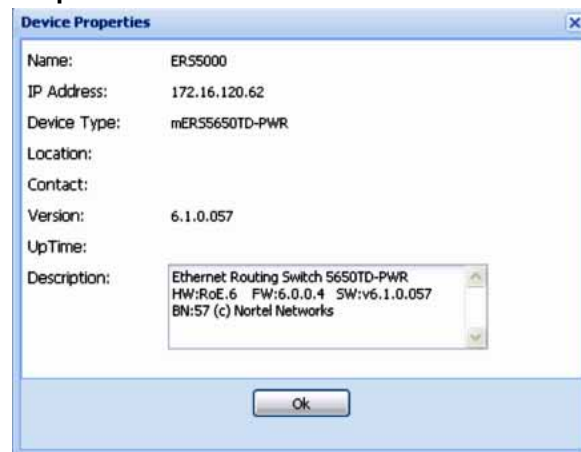 Device Properties
Name: ERS5000
IP Address: 172.16.120.62
Device Type: mERS5650TD-PWR
Location:
Contact:
Version: 6.1.0.057
UpTime:
Description: Ethernet Routing Switch 5650TD-PWR
HW:RoE.6 FW:6.0.0.4 SW:v6.1.0.057
BN:57 (c) Nortel Networks
Ok